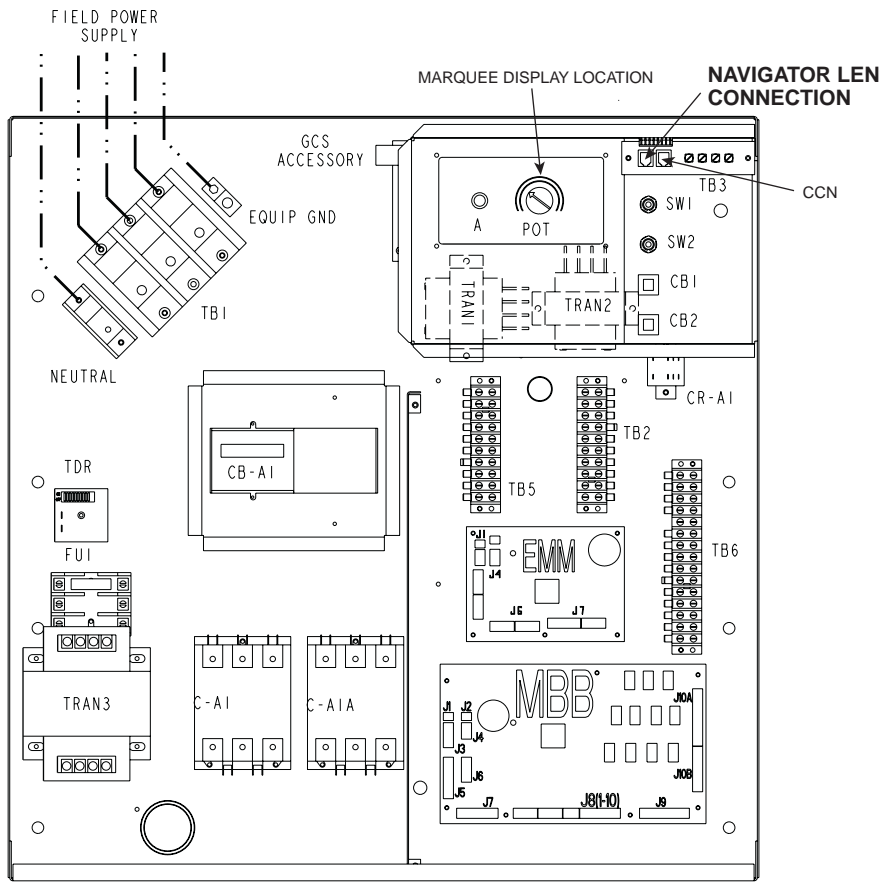 FIELD POWER
SUPPLY
MARQUEE DISPLAY LOCATION
NAVIGATOR LEN
CONNECTION
GCS
ACCESSORY
TB3
CCN
EQUIP GND
A
POT
SW1
SW2
TRAN1
TRAN2
CB1
CB2
TB1
NEUTRAL
CR-A1
TB2
CB-A1
TB5
TDR
TB6
FU1
J1
J4
EMM
J6
J7
TRAN3
C-A1
C-A1A
MBB
J1
J2
J4
J3
J6
J5
J7
J8(1-10)
J9
J10A
J10B